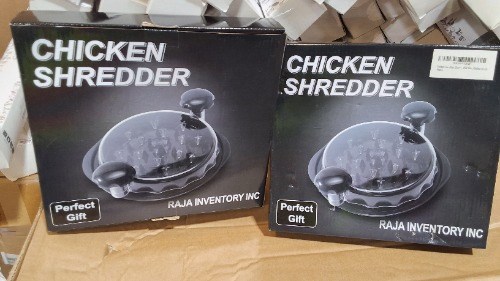 CHICKEN
SHREDDER
Perfect
Gift
RAJA INVENTORY INC
CHICKEN
SHREDDER
Perfect
Gift
RAJA INVENTORY INC